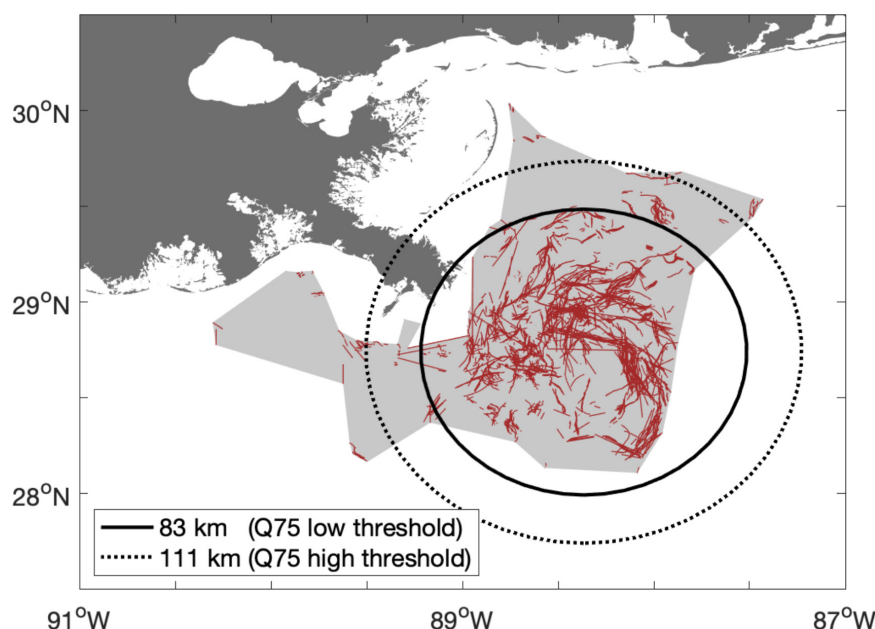 30°N
29°N
28°N
83 km (Q75 low threshold)
111 km (Q75 high threshold)
91°W
89°W
87°W